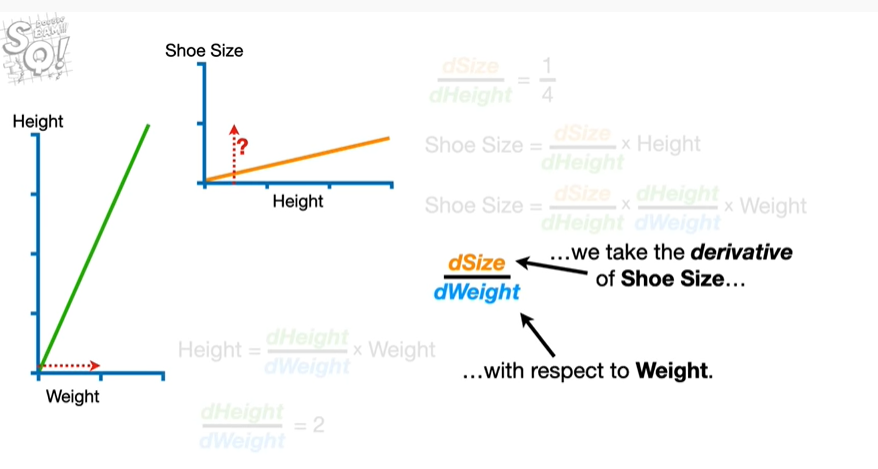 Shoe Size
Height
?
Height
Weight
dSize
dHeight
=
1
4
Shoe Size =
dSize
dHeight
x Height
Shoe Size =
dSize
dHeight
x
dHeight
dWeight
x Weight
dSize
dWeight
...we take the derivative
of Shoe Size...
...with respect to Weight.
Height =
dHeight
dWeight
x Weight
dHeight
dWeight
= 2